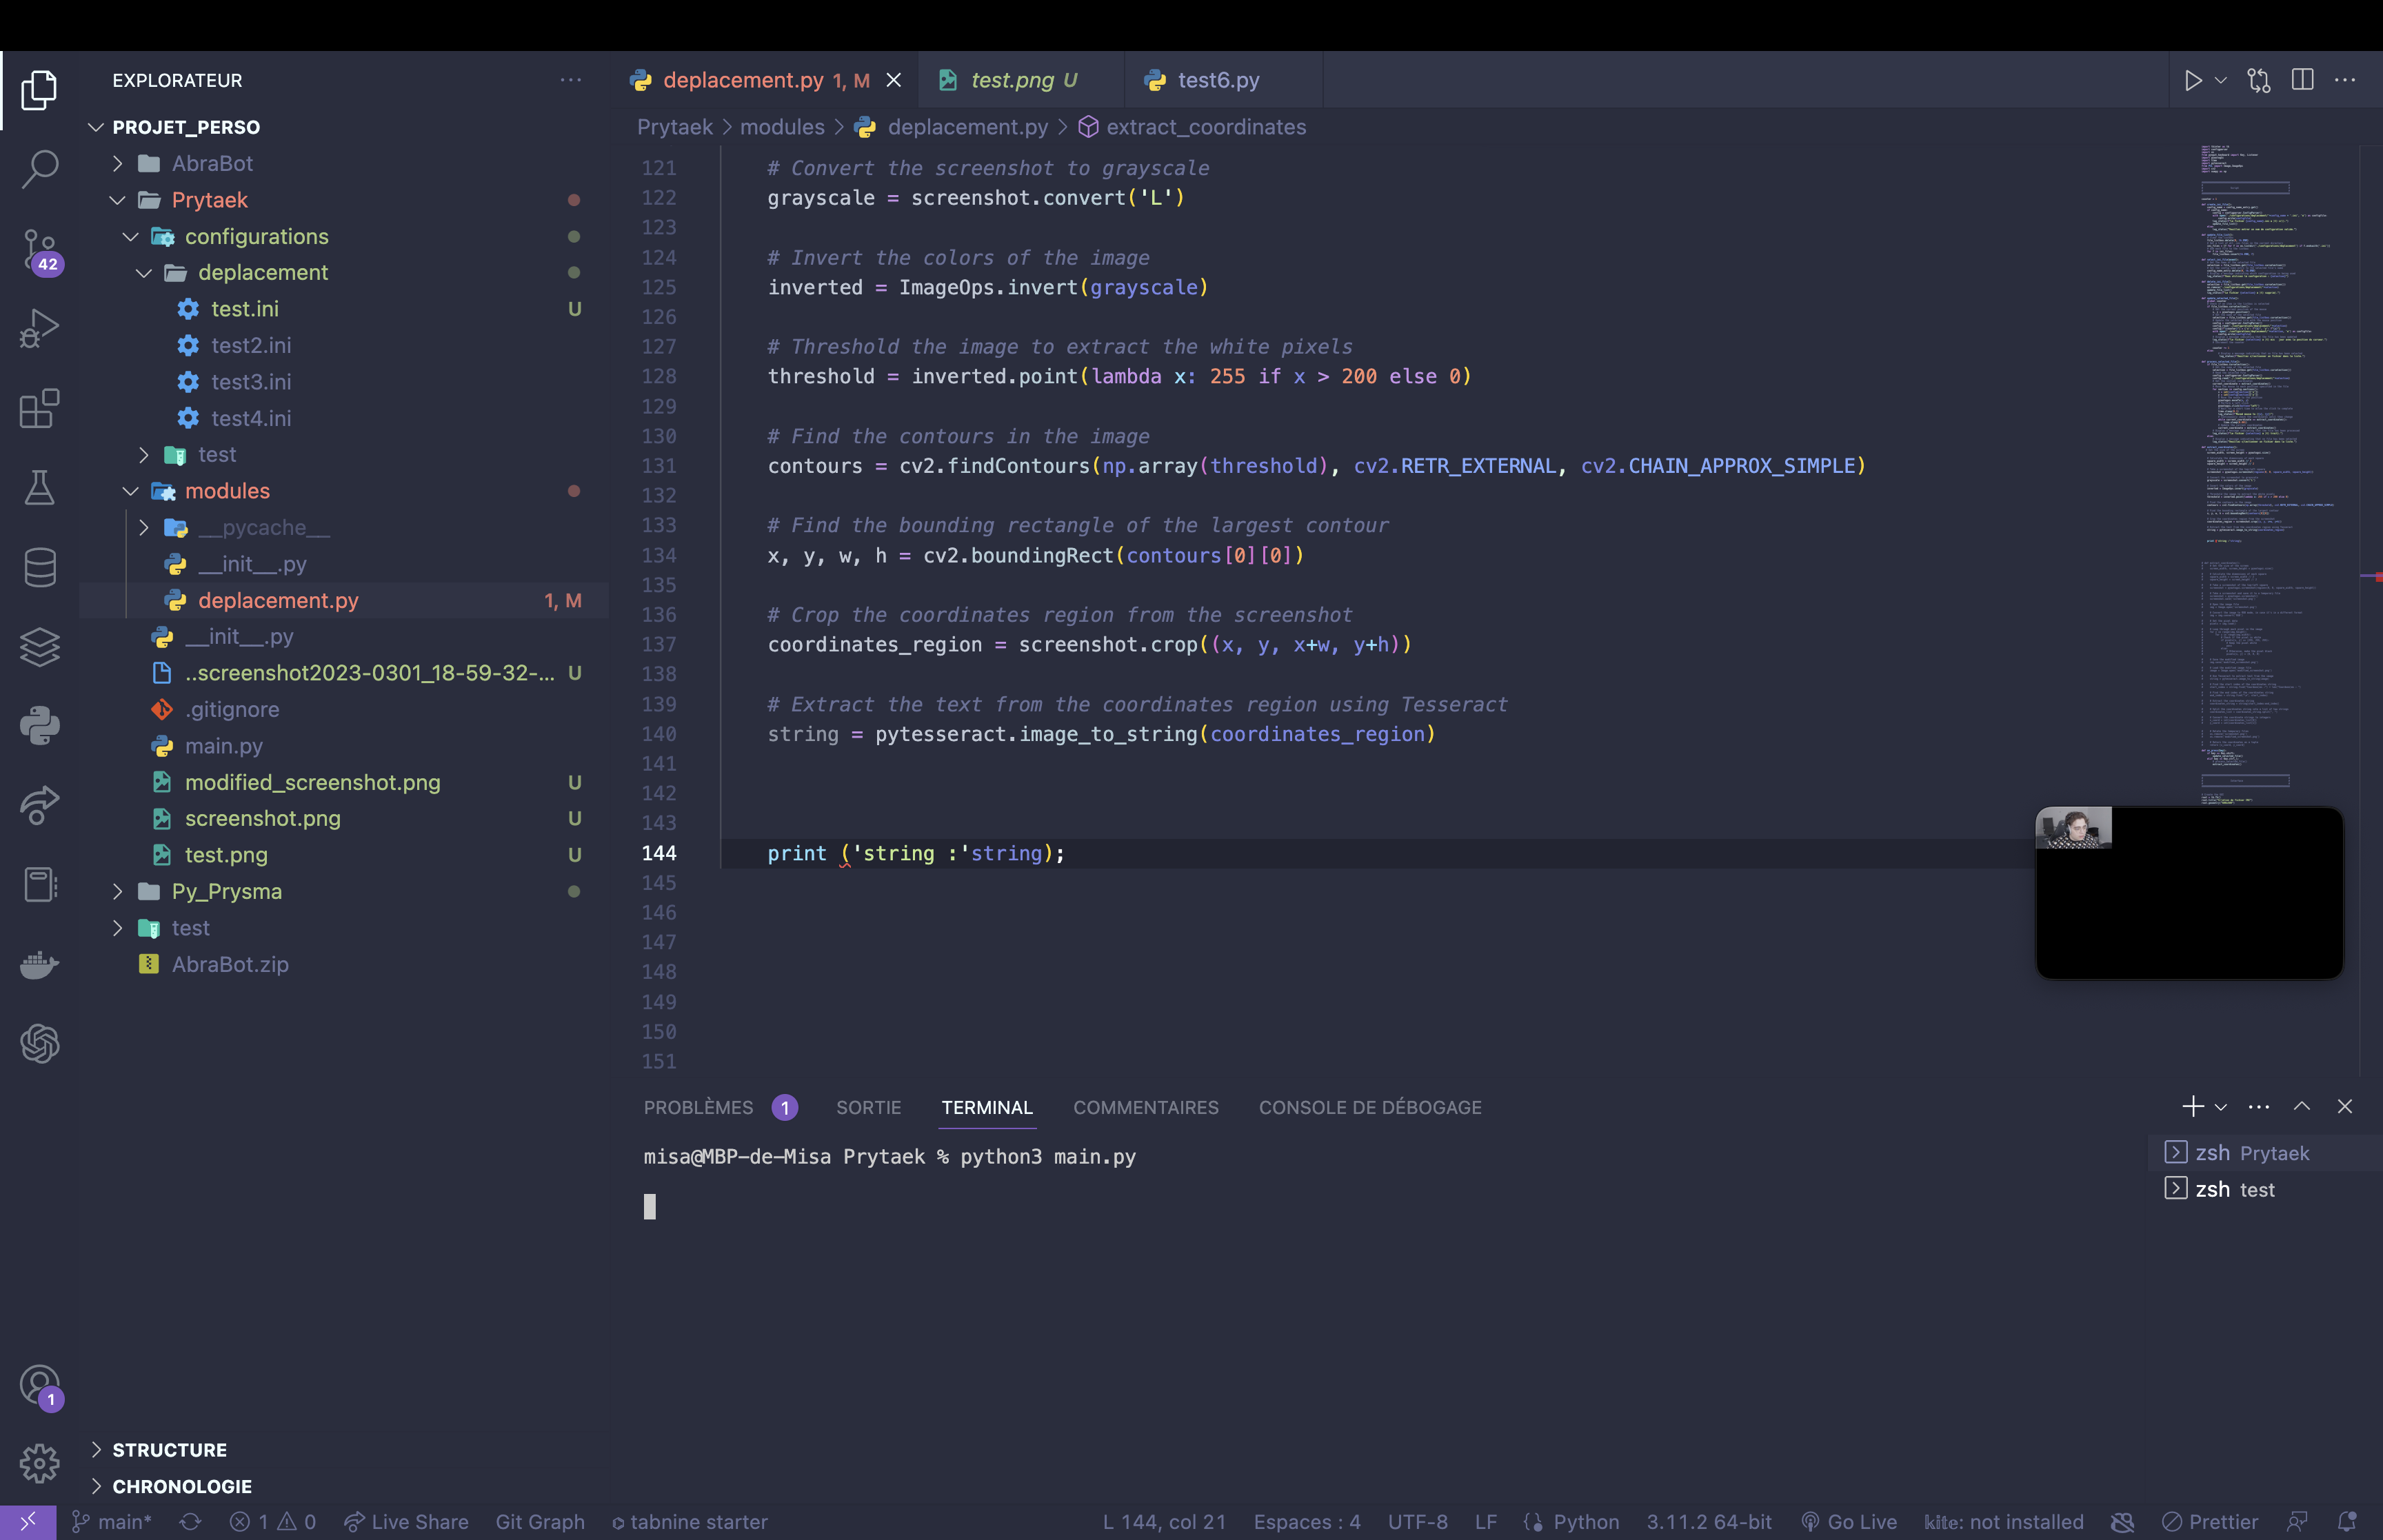 EXPLORATEUR
PROJET_PERSO
AbraBot
Prytaek
configurations
deplacement
test.ini U
test2.ini
test3.ini
test4.ini
test
modules
__pycache__
__init__.py
deplacement.py 1, M
__init__.py
..screenshot2023-0301_18-59-32-... U
.gitignore
main.py
modified_screenshot.png U
screenshot.png U
test.png U
Py_Prysma
test
AbraBot.zip
STRUCTURE
CHRONOLOGIE
42
1
deplacement.py 1, M
test.png U
test6.py
Prytaek > modules > deplacement.py > extract_coordinates
121 # Convert the screenshot to grayscale
122 grayscale = screenshot.convert('L')
123
124 # Invert the colors of the image
125 inverted = ImageOps.invert(grayscale)
126
127 # Threshold the image to extract the white pixels
128 threshold = inverted.point(lambda x: 255 if x > 200 else 0)
129
130 # Find the contours in the image
131 contours = cv2.findContours(np.array(threshold), cv2.RETR_EXTERNAL, cv2.CHAIN_APPROX_SIMPLE)
132
133 # Find the bounding rectangle of the largest contour
134 x, y, w, h = cv2.boundingRect(contours[0][0])
135
136 # Crop the coordinates region from the screenshot
137 coordinates_region = screenshot.crop((x, y, x+w, y+h))
138
139 # Extract the text from the coordinates region using Tesseract
140 string = pytesseract.image_to_string(coordinates_region)
141
142
143
144 print ('string :'string);
145
146
147
148
149
150
151
PROBLÈMES 1 SORTIE TERMINAL COMMENTAIRES CONSOLE DE DÉBOGAGE
misa@MBP-de-Misa Prytaek % python3 main.py
zsh Prytaek
zsh test
main* 1 0 Live Share Git Graph tabnine starter L 144, col 21 Espaces : 4 UTF-8 LF Python 3.11.2 64-bit Go Live kite: not installed Prettier